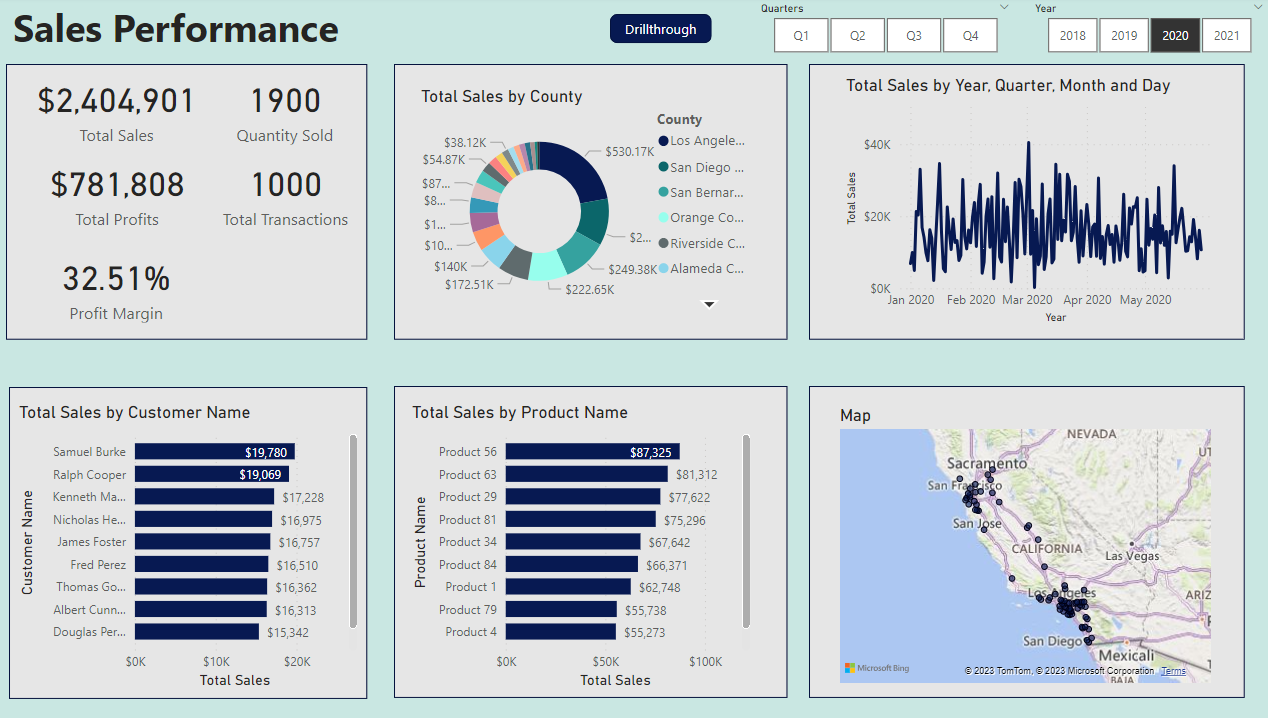 Sales Performance
Drillthrough
Quarters
Q1 Q2 Q3 Q4
Year
2018 2019 2020 2021
$2,404,901
Total Sales
1900
Quantity Sold
$781,808
Total Profits
1000
Total Transactions
32.51%
Profit Margin
Total Sales by County
$38.12K
$54.87K
$87...
$8...
$1...
$10...
$140K
$172.51K
$530.17K
$2...
$249.38K
$222.65K
County
Los Angele...
San Diego ...
San Bernar...
Orange Co...
Riverside C...
Alameda C...
Total Sales by Year, Quarter, Month and Day
Total Sales
$40K
$20K
$0K
Jan 2020 Feb 2020 Mar 2020 Apr 2020 May 2020
Year
Total Sales by Customer Name
Customer Name
Samuel Burke $19,780
Ralph Cooper $19,069
Kenneth Ma... $17,228
Nicholas He... $16,975
James Foster $16,757
Fred Perez $16,510
Thomas Go... $16,362
Albert Cunn... $16,313
Douglas Per... $15,342
$0K $10K $20K
Total Sales
Total Sales by Product Name
Product Name
Product 56 $87,325
Product 63 $81,312
Product 29 $77,622
Product 81 $75,296
Product 34 $67,642
Product 84 $66,371
Product 1 $62,748
Product 79 $55,738
Product 4 $55,273
$0K $50K $100K
Total Sales
Map
NEVADA
UT
Sacramento
San Francisco
San Jose
CALIFORNIA
Las Vegas
Los Angeles
ARIZ
San Diego
Mexicali
BAJA
Microsoft Bing
© 2023 TomTom, © 2023 Microsoft Corporation Terms